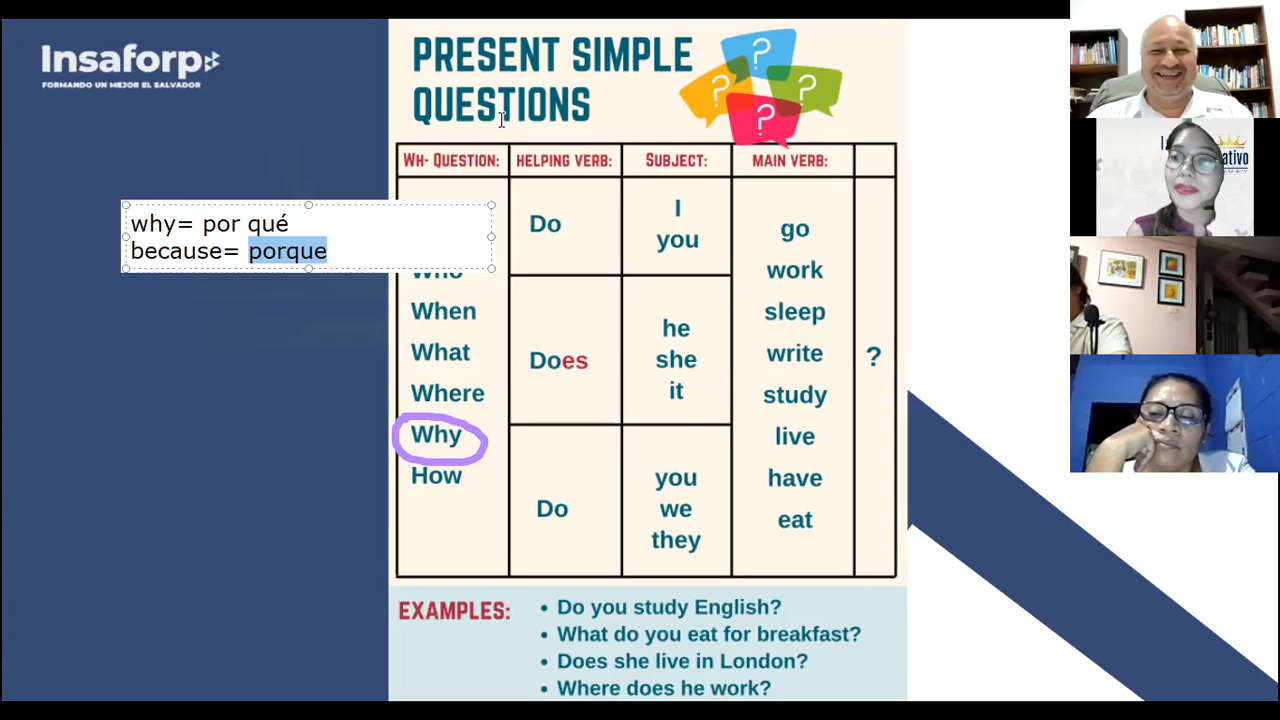 Insaforp
FORMANDO UN MEJOR EL SALVADOR
PRESENT SIMPLE
QUESTIONS
? ? ? ?
WH- QUESTION: HELPING VERB: SUBJECT: MAIN VERB:
why= por qué
because= porque
Who
When
What
Where
Why
How
Do
Does
Do
I
you
he
she
it
you
we
they
go
work
sleep
write
study
live
have
eat
?
EXAMPLES:
• Do you study English?
• What do you eat for breakfast?
• Does she live in London?
• Where does he work?